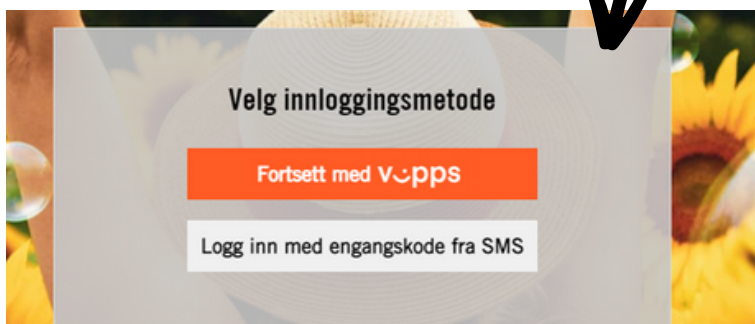 Velg innloggingsmetode
Fortsett med vipps
Logg inn med engangskode fra SMS